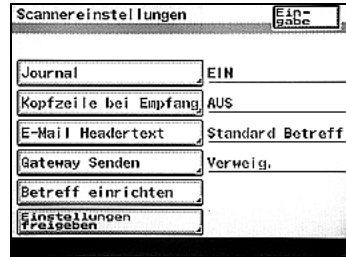 Scannereinstellungen
Ein-
gabe
Journal EIN
Kopfzeile bei Empfang AUS
E-Mail Headertext Standard Betreff
Gateway Senden Verweig.
Betreff einrichten
Einstellungen
freigeben